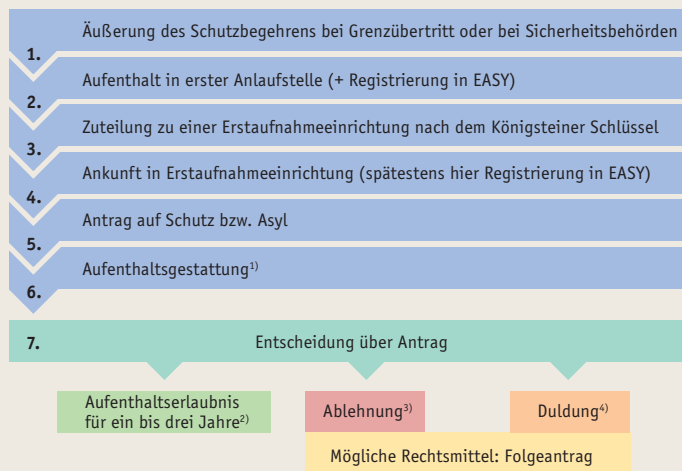 Äußerung des Schutzbegehrens bei Grenzübertritt oder bei Sicherheitsbehörden
1.
Aufenthalt in erster Anlaufstelle (+ Registrierung in EASY)
2.
Zuteilung zu einer Erstaufnahmeeinrichtung nach dem Königsteiner Schlüssel
3.
Ankunft in Erstaufnahmeeinrichtung (spätestens hier Registrierung in EASY)
4.
Antrag auf Schutz bzw. Asyl
5.
Aufenthaltsgestattung1)
6.
7. Entscheidung über Antrag
Aufenthaltserlaubnis
für ein bis drei Jahre2)
Ablehnung3)
Duldung4)
Mögliche Rechtsmittel: Folgeantrag